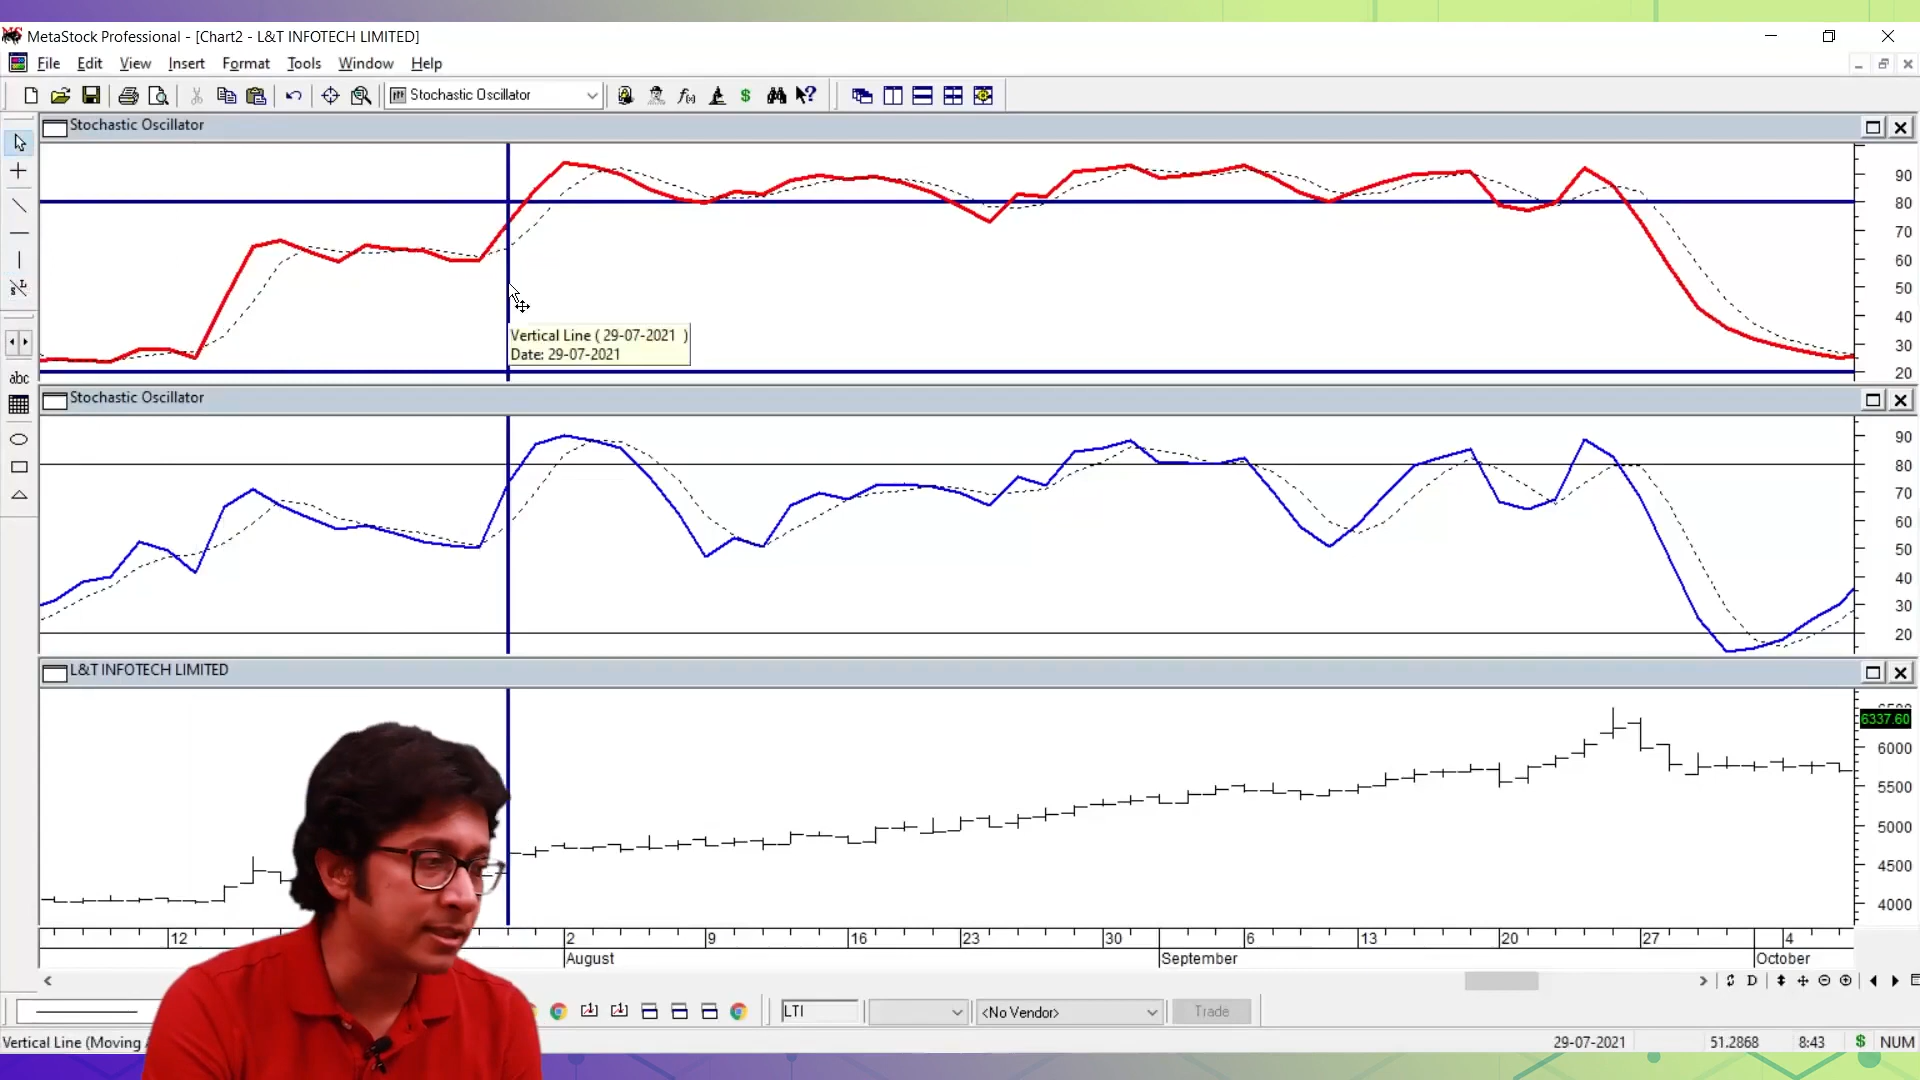 MetaStock Professional - [Chart2 - L&T INFOTECH LIMITED]
File Edit View Insert Format Tools Window Help
Stochastic Oscillator
Stochastic Oscillator
90
80
70
60
50
40
30
20
Vertical Line ( 29-07-2021 )
Date: 29-07-2021
abc
Stochastic Oscillator
90
80
70
60
50
40
30
20
L&T INFOTECH LIMITED
6337.60
6000
5500
5000
4500
4000
12 2 9 16 23 30 6 13 20 27 4
August September October
D
LTI <No Vendor> Trade
Vertical Line (Moving 29-07-2021 51.2868 8:43 $ NUM